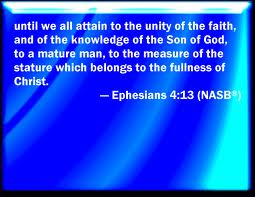 until we all attain to the unity of the faith,
and of the knowledge of the Son of God,
to a mature man, to the measure of the
stature which belongs to the fullness of
Christ.
— Ephesians 4:13 (NASB®)